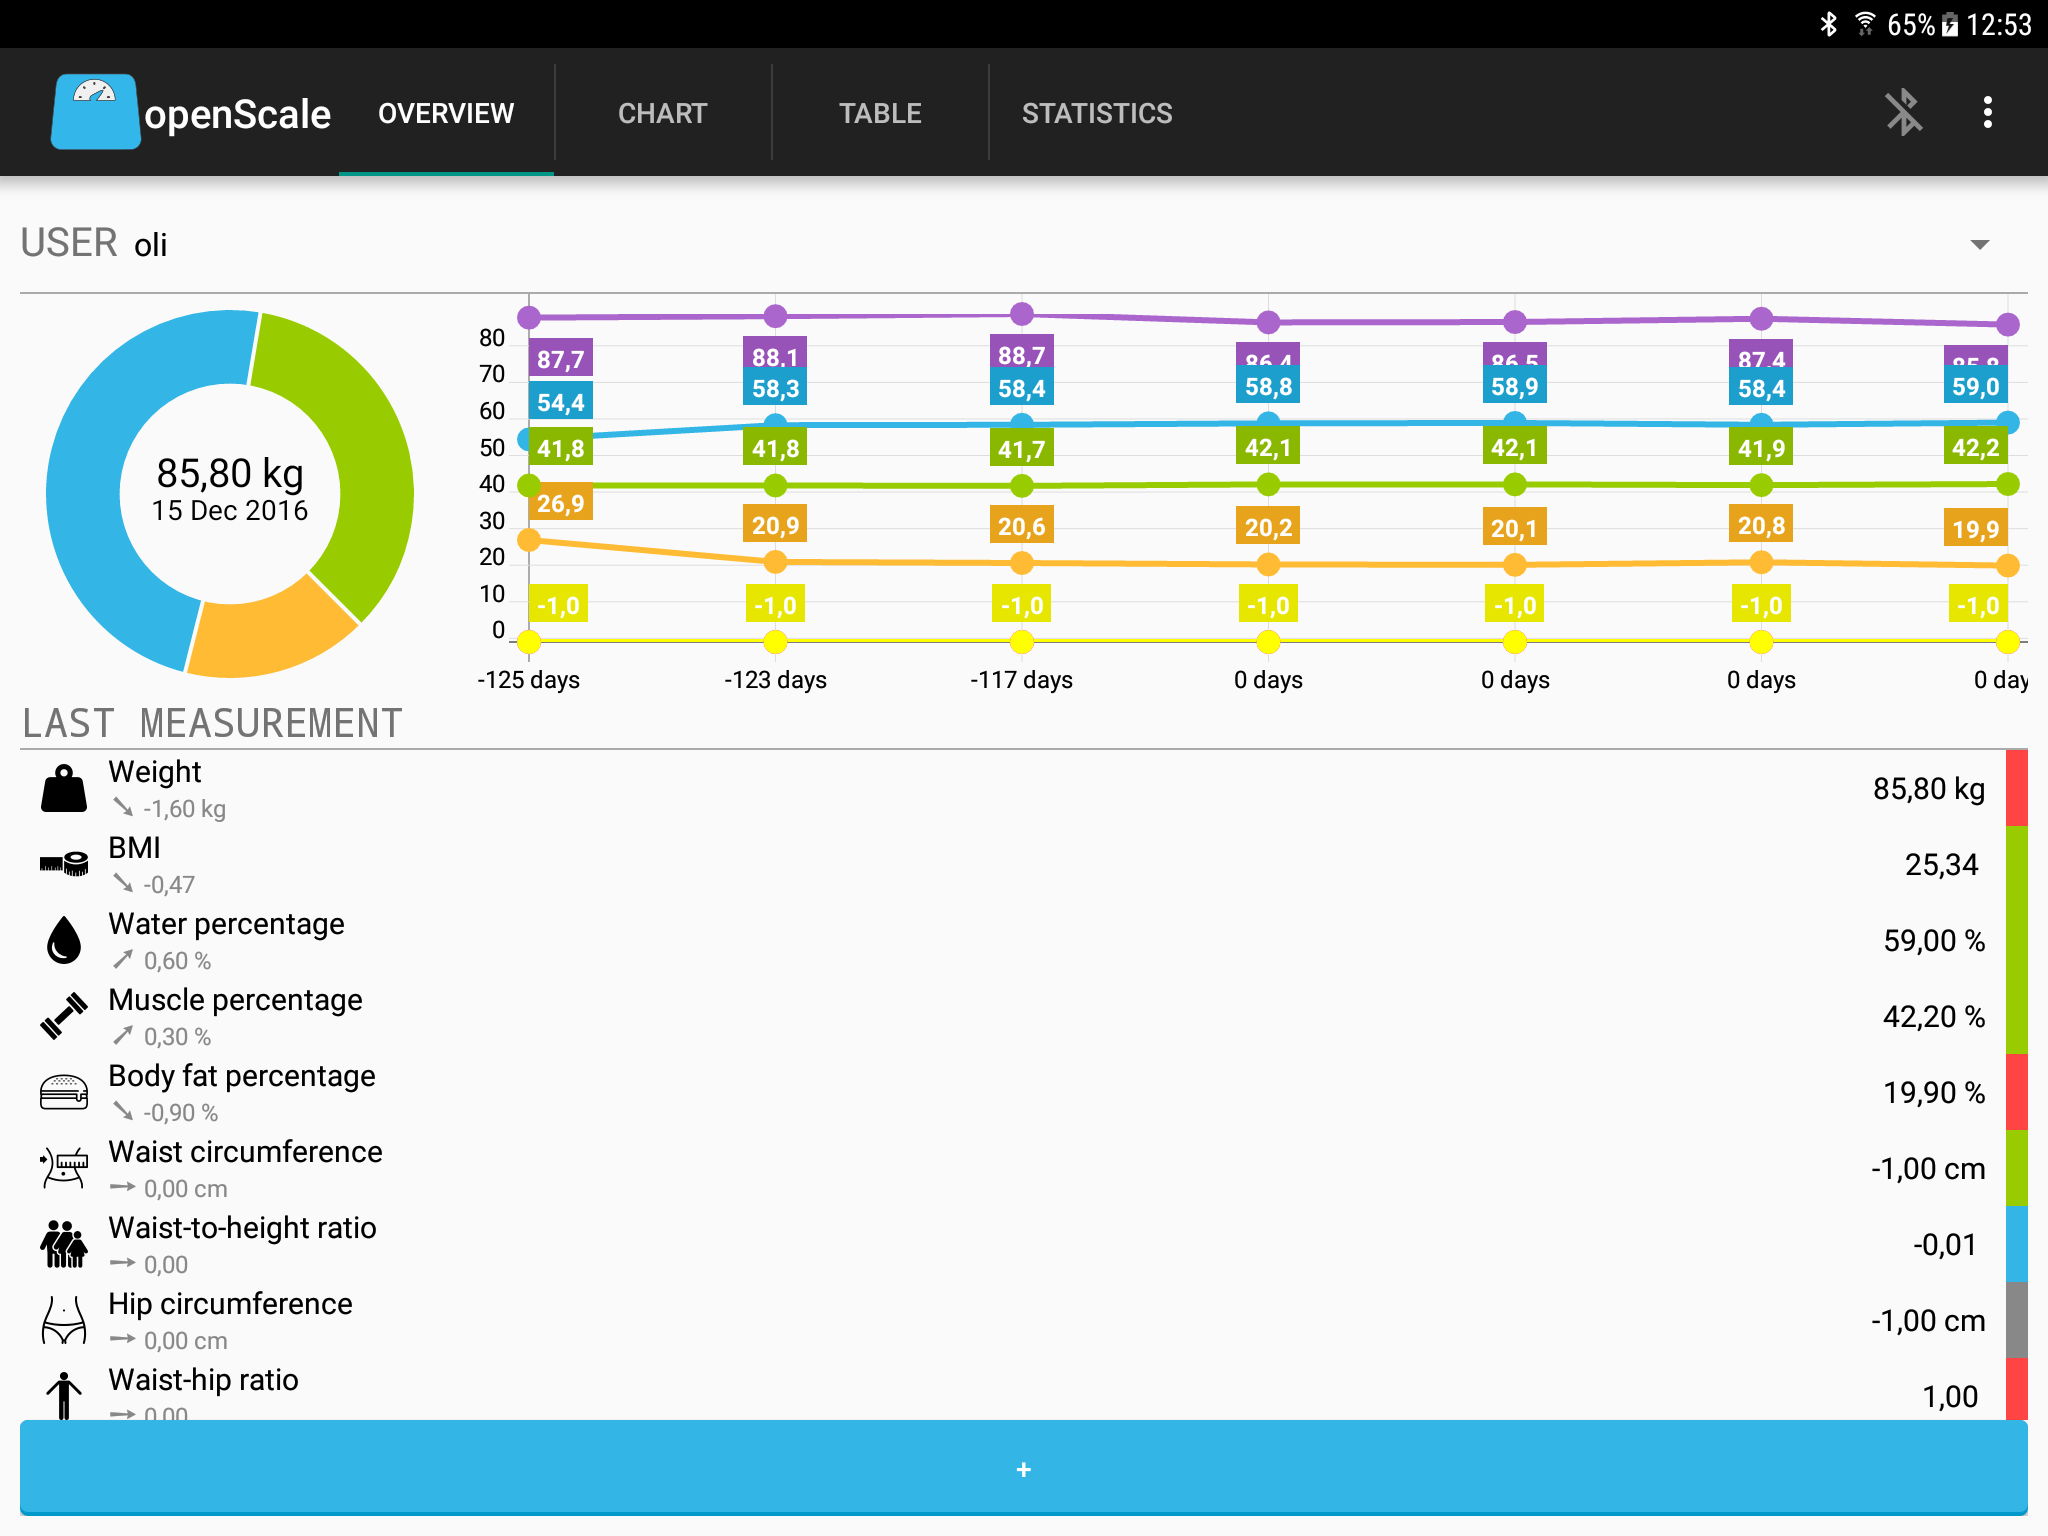 65% 12:53
openScale OVERVIEW CHART TABLE STATISTICS
USER oli
85,80 kg
15 Dec 2016
80
70
60
50
40
30
20
10
0
87,7 88,1 88,7 86,4 86,5 87,4 85,8
54,4 58,3 58,4 58,8 58,9 58,4 59,0
41,8 41,8 41,7 42,1 42,1 41,9 42,2
26,9 20,9 20,6 20,2 20,1 20,8 19,9
-1,0 -1,0 -1,0 -1,0 -1,0 -1,0 -1,0
-125 days -123 days -117 days 0 days 0 days 0 days 0 day
LAST MEASUREMENT
Weight 85,80 kg
-1,60 kg
BMI 25,34
-0,47
Water percentage 59,00 %
0,60 %
Muscle percentage 42,20 %
0,30 %
Body fat percentage 19,90 %
-0,90 %
Waist circumference -1,00 cm
0,00 cm
Waist-to-height ratio -0,01
0,00
Hip circumference -1,00 cm
0,00 cm
Waist-hip ratio 1,00
0,00
+